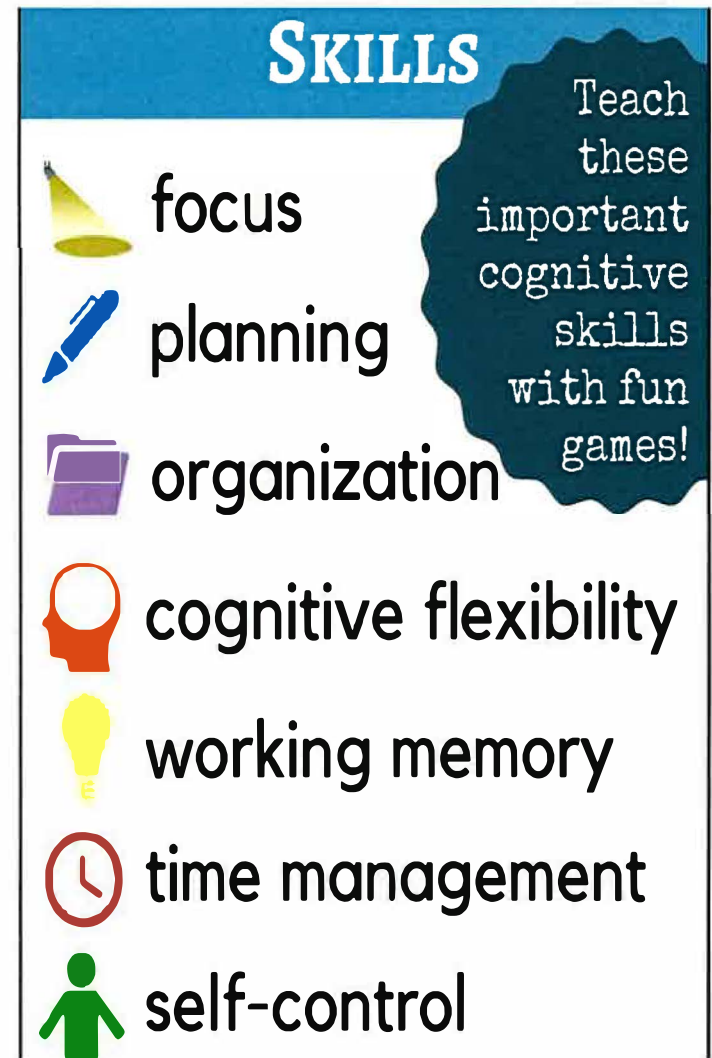 SKILLS
Teach
these
important
cognitive
skills
with fun
games!
focus
planning
organization
cognitive flexibility
working memory
time management
self-control